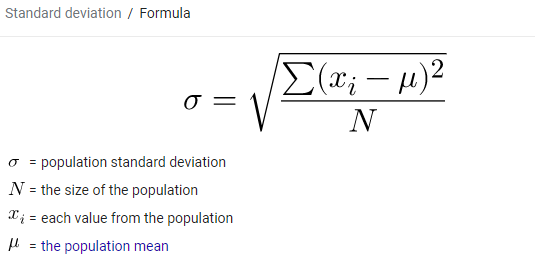 Standard deviation / Formula
σ = √(∑(xᵢ − μ)² / N)
σ = population standard deviation
N = the size of the population
xᵢ = each value from the population
μ = the population mean